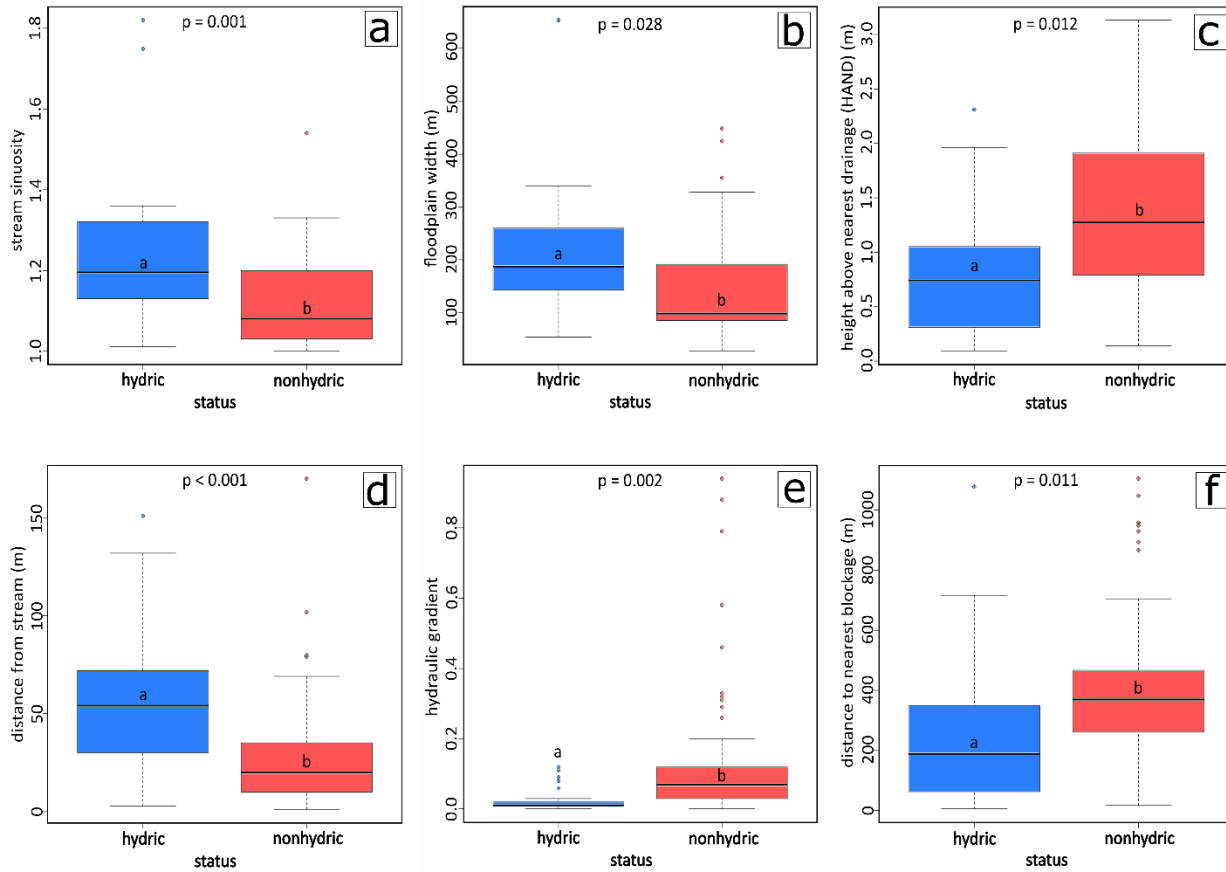 p = 0.001
a
stream sinuosity
1.8
1.6
1.4
1.2
1.0
a
b
hydric
nonhydric
status
p = 0.028
b
floodplain width (m)
600
500
400
300
200
100
a
b
hydric
nonhydric
status
p = 0.012
c
height above nearest drainage (HAND) (m)
3.0
2.5
2.0
1.5
1.0
0.5
0.0
a
b
hydric
nonhydric
status
p < 0.001
d
distance from stream (m)
150
100
50
0
a
b
hydric
nonhydric
status
p = 0.002
e
hydraulic gradient
0.8
0.6
0.4
0.2
0.0
a
b
hydric
nonhydric
status
p = 0.011
f
distance to nearest blockage (m)
1000
800
600
400
200
0
a
b
hydric
nonhydric
status